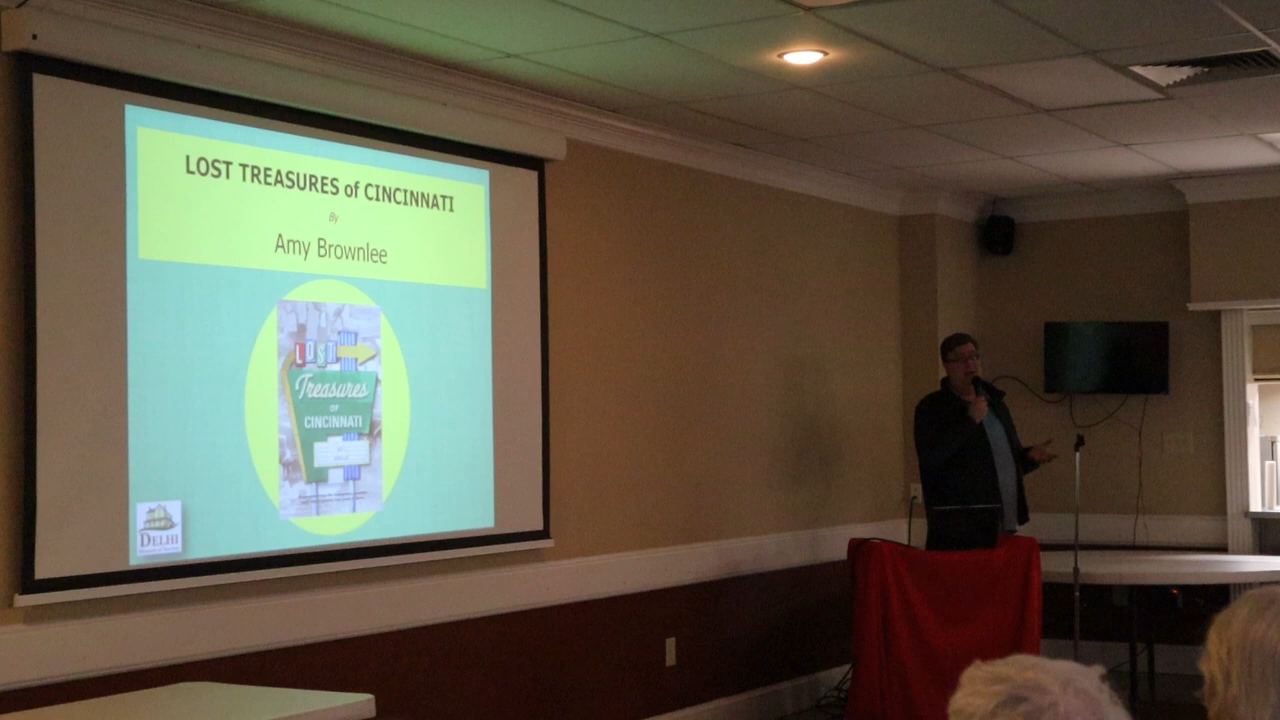 LOST TREASURES of CINCINNATI
By
Amy Brownlee
LOST
Treasures
OF
CINCINNATI
DELHI